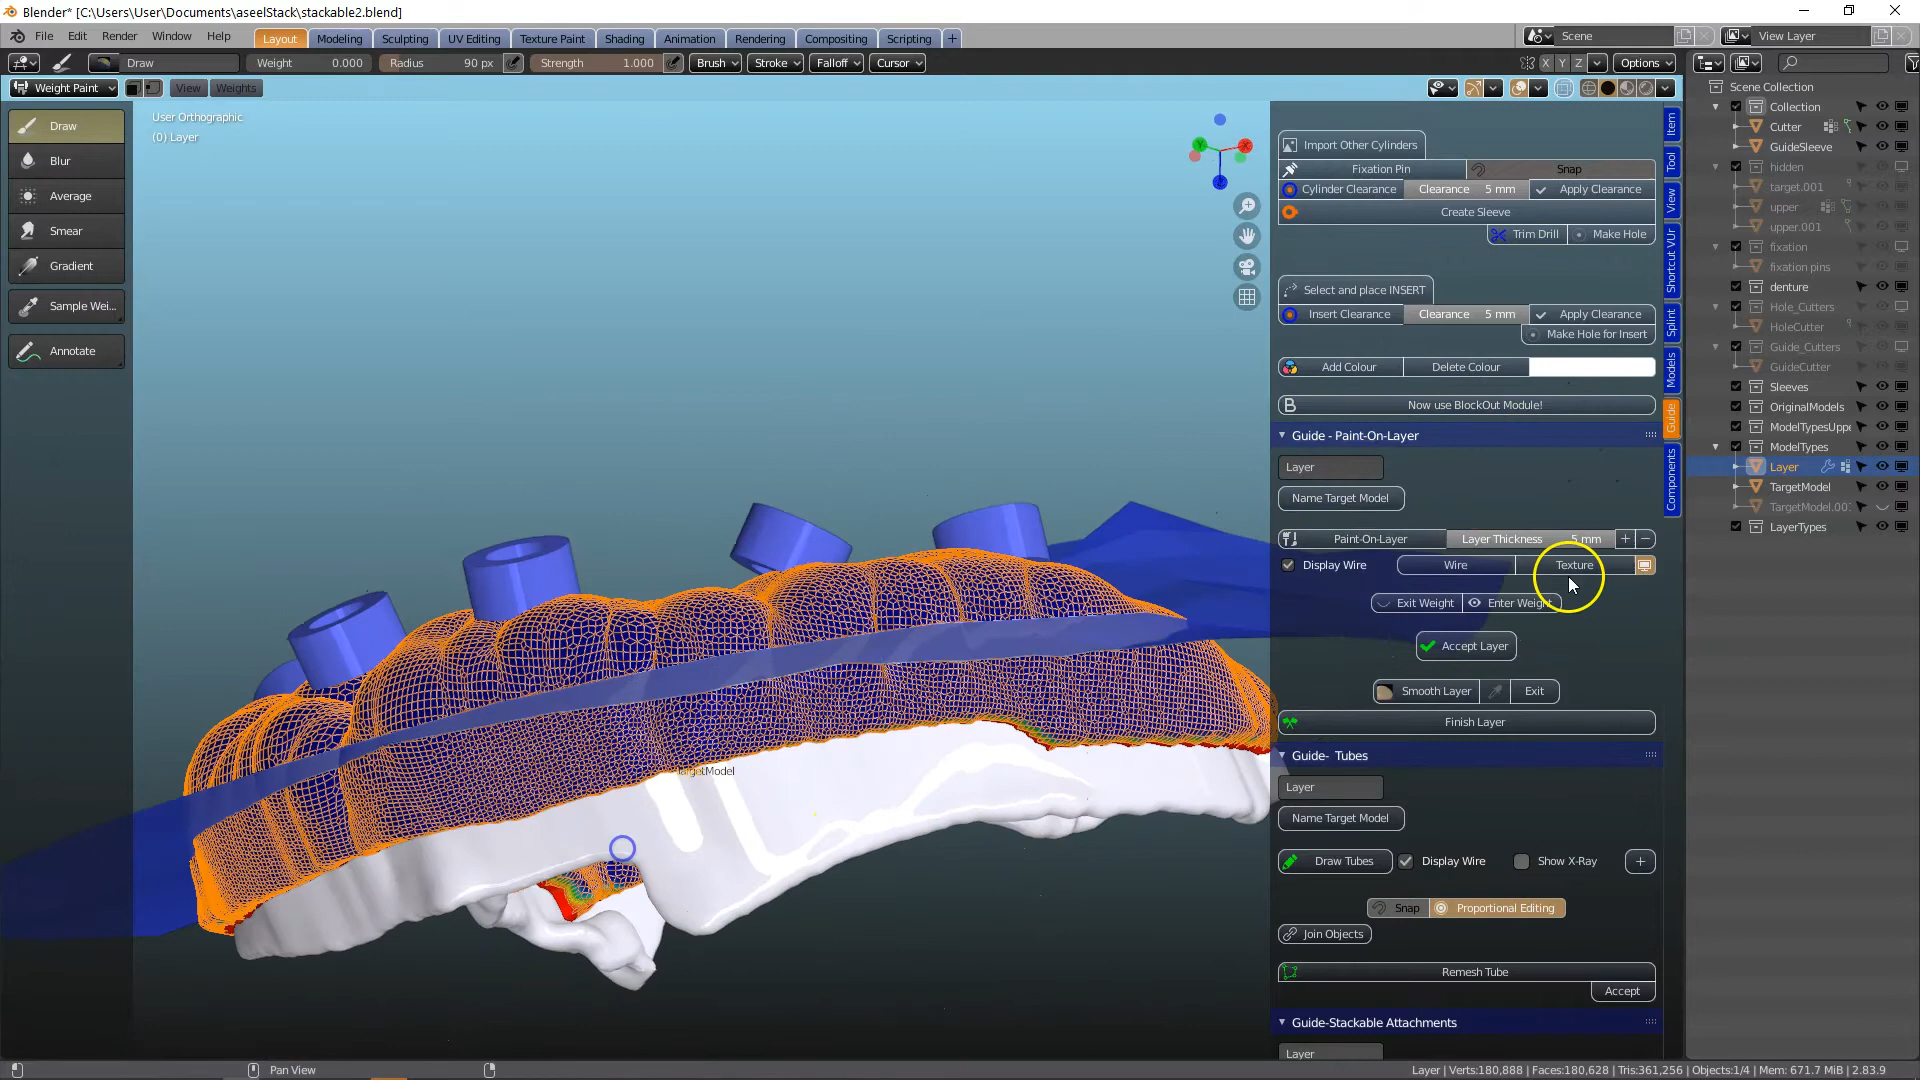 Blender* [C:\Users\User\Documents\aseelStack\stackable2.blend]
File Edit Render Window Help Layout Modeling Sculpting UV Editing Texture Paint Shading Animation Rendering Compositing Scripting + Scene View Layer
Draw Weight 0.000 Radius 90 px Strength 1.000 Brush Stroke Falloff Cursor X Y Z Options
Weight Paint View Weights
Scene Collection
User Orthographic
(0) Layer
Draw
Blur
Average
Smear
Gradient
Sample Wei...
Annotate
Y
X
Z
Import Other Cylinders
Fixation Pin Snap
Cylinder Clearance Clearance 5 mm Apply Clearance
Create Sleeve
Trim Drill Make Hole
Select and place INSERT
Insert Clearance Clearance 5 mm Apply Clearance
Make Hole for Insert
Add Colour Delete Colour
Now use BlockOut Module!
Guide - Paint-On-Layer
Layer
Name Target Model
Paint-On-Layer Layer Thickness 5 mm + −
Display Wire Wire Texture
Exit Weight Enter Weight
Accept Layer
Smooth Layer Exit
Finish Layer
Guide- Tubes
Layer
Name Target Model
Draw Tubes Display Wire Show X-Ray +
Snap Proportional Editing
Join Objects
Remesh Tube
Accept
Guide-Stackable Attachments
Layer
Item
Tool
View
Shortcut VUr
Splint
Models
Guide
Components
Collection
Cutter
GuideSleeve
hidden
target.001
upper
upper.001
fixation
fixation pins
denture
Hole_Cutters
HoleCutter
Guide_Cutters
GuideCutter
Sleeves
OriginalModels
ModelTypesUppe
ModelTypes
Layer
TargetModel
TargetModel.00
LayerTypes
TargetModel
Pan View
Layer | Verts:180,888 | Faces:180,628 | Tris:361,256 | Objects:1/4 | Mem: 671.7 MiB | 2.83.9